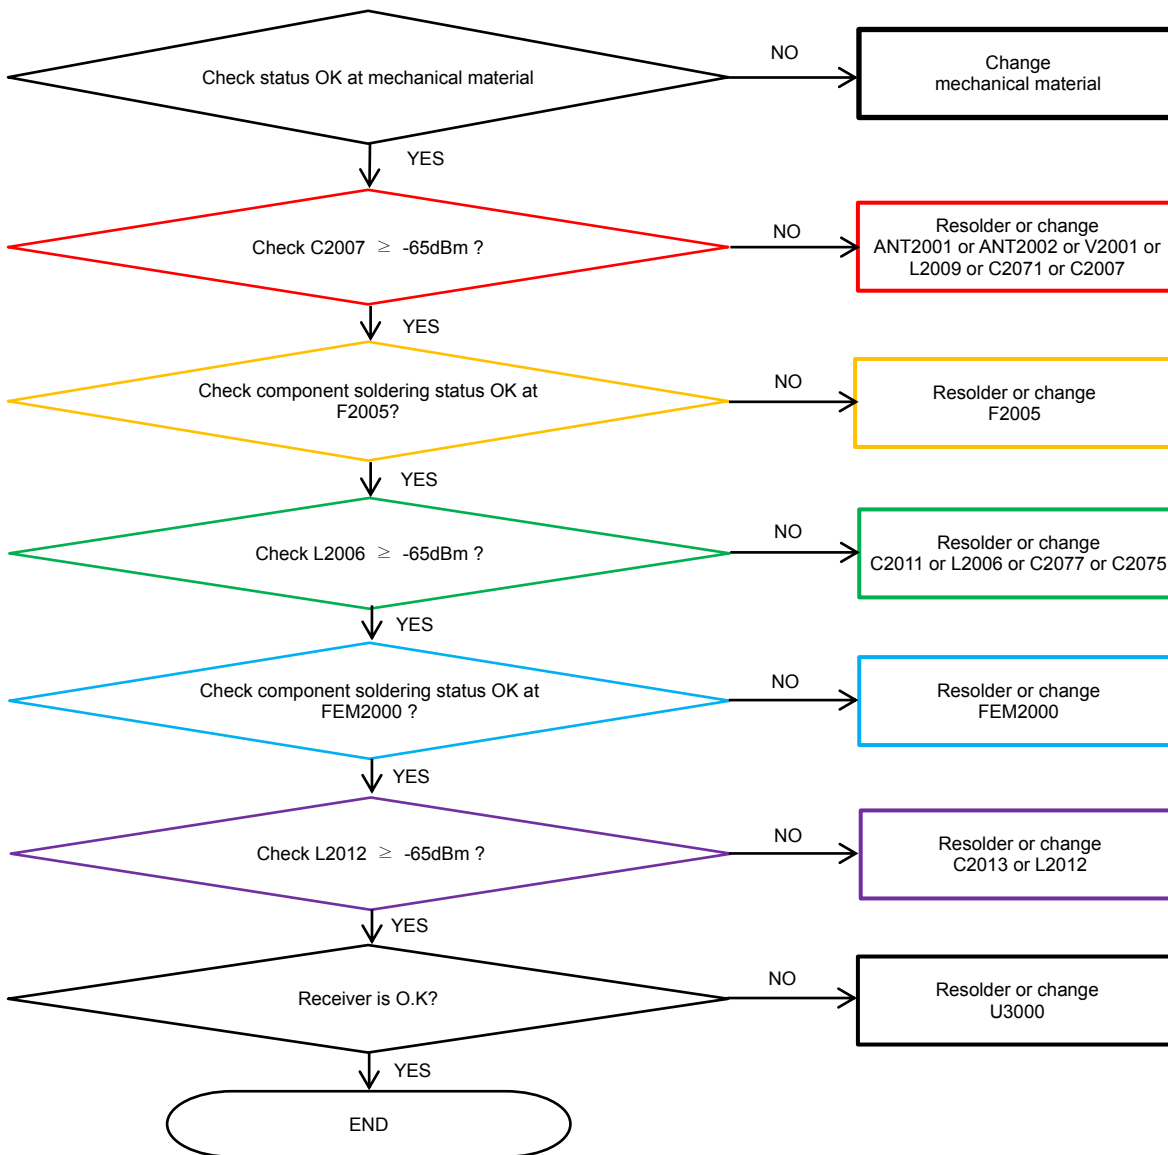 Check status OK at mechanical material
NO
Change
mechanical material
YES
Check C2007 ≥ -65dBm ?
NO
Resolder or change
ANT2001 or ANT2002 or V2001 or
L2009 or C2071 or C2007
YES
Check component soldering status OK at
F2005?
NO
Resolder or change
F2005
YES
Check L2006 ≥ -65dBm ?
NO
Resolder or change
C2011 or L2006 or C2077 or C2075
YES
Check component soldering status OK at
FEM2000 ?
NO
Resolder or change
FEM2000
YES
Check L2012 ≥ -65dBm ?
NO
Resolder or change
C2013 or L2012
YES
Receiver is O.K?
NO
Resolder or change
U3000
YES
END